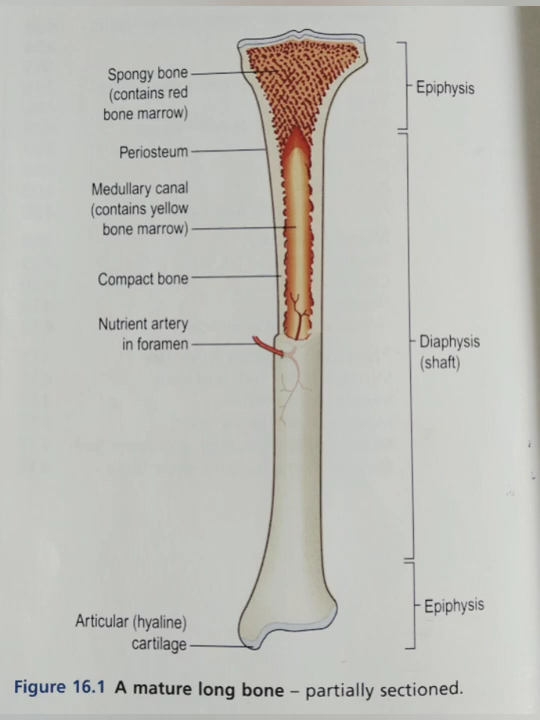 Spongy bone
(contains red
bone marrow)
Epiphysis
Periosteum
Medullary canal
(contains yellow
bone marrow)
Compact bone
Nutrient artery
in foramen
Diaphysis
(shaft)
Epiphysis
Articular (hyaline)
cartilage
Figure 16.1 A mature long bone – partially sectioned.